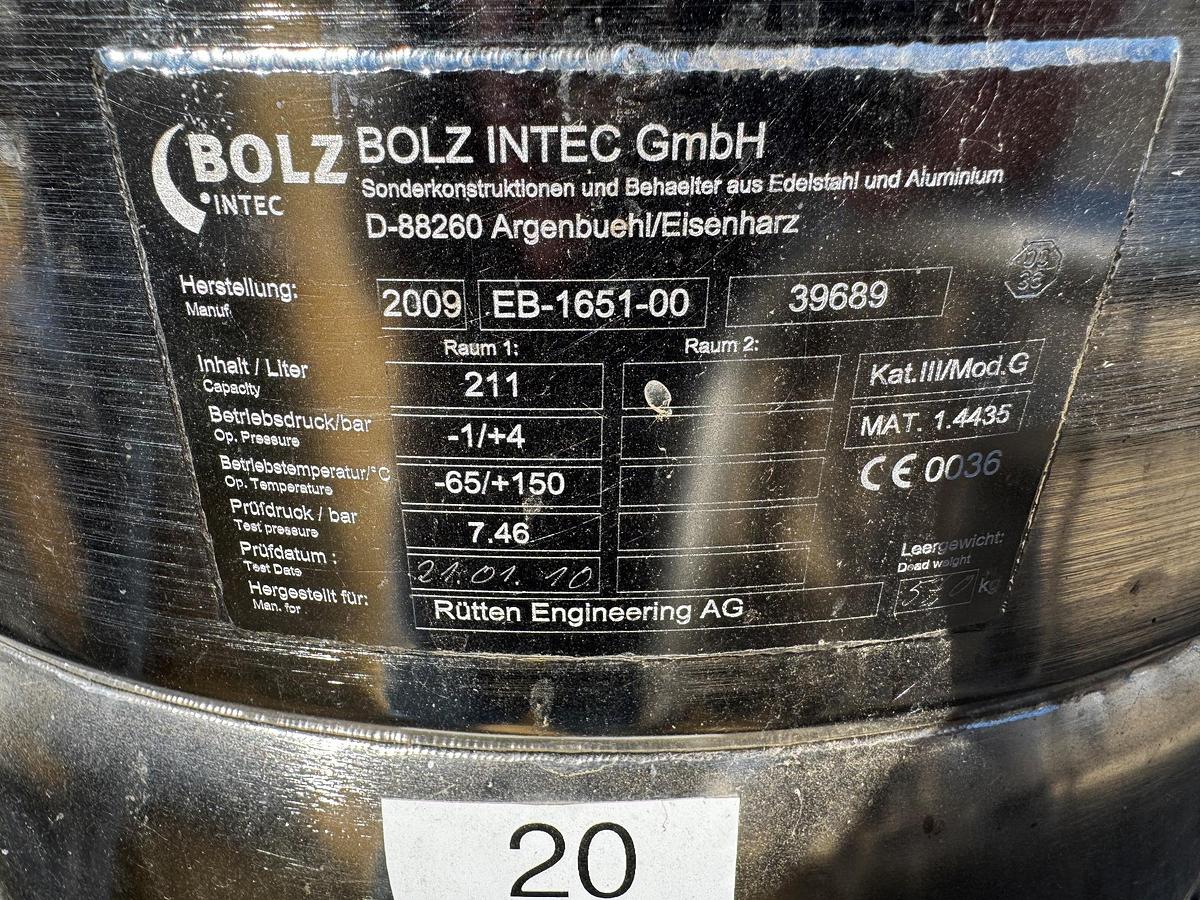 BOLZ
INTEC
BOLZ INTEC GmbH
Sonderkonstruktionen und Behaelter aus Edelstahl und Aluminium
D-88260 Argenbuehl/Eisenharz
Herstellung: 2009 EB-1651-00 39689
Manuf
Raum 1: Raum 2:
Inhalt / Liter 211 Kat.III/Mod.G
Capacity
Betriebsdruck/bar -1/+4 MAT. 1.4435
Op. Pressure
Betriebstemperatur/°C -65/+150 CE 0036
Op. Temperature
Prüfdruck / bar 7.46
Test pressure
Prüfdatum : 21.01.10 Leergewicht:
Test Date Dead weight
kg
Hergestellt für: Rütten Engineering AG
Man. for
20